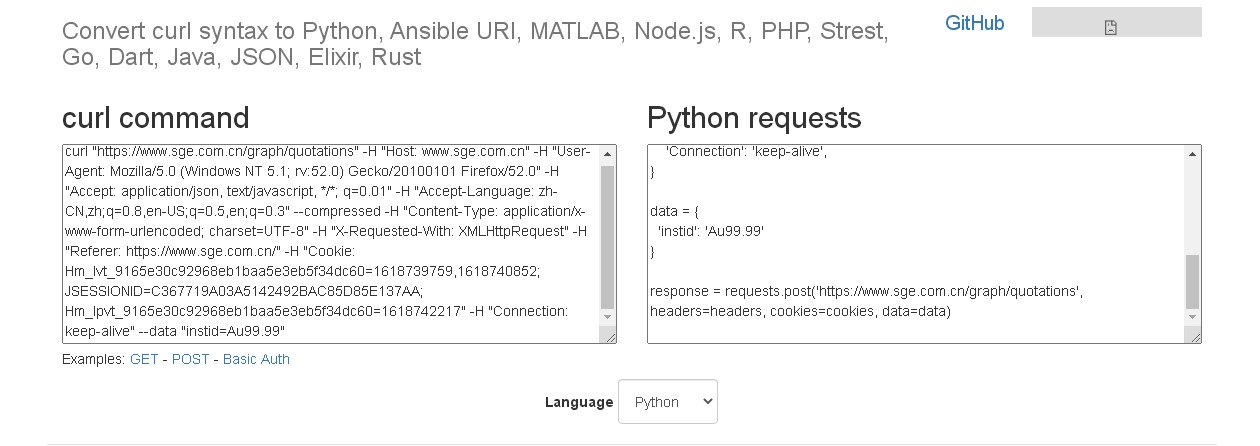 Convert curl syntax to Python, Ansible URI, MATLAB, Node.js, R, PHP, Strest,
Go, Dart, Java, JSON, Elixir, Rust
GitHub
curl command
curl "https://www.sge.com.cn/graph/quotations" -H "Host: www.sge.com.cn" -H "User-
Agent: Mozilla/5.0 (Windows NT 5.1; rv:52.0) Gecko/20100101 Firefox/52.0" -H
"Accept: application/json, text/javascript, */*; q=0.01" -H "Accept-Language: zh-
CN,zh;q=0.8,en-US;q=0.5,en;q=0.3" --compressed -H "Content-Type: application/x-
www-form-urlencoded; charset=UTF-8" -H "X-Requested-With: XMLHttpRequest" -H
"Referer: https://www.sge.com.cn/" -H "Cookie:
Hm_lvt_9165e30c92968eb1baa5e3eb5f34dc60=1618739759,1618740852;
JSESSIONID=C367719A03A5142492BAC85D85E137AA;
Hm_lpvt_9165e30c92968eb1baa5e3eb5f34dc60=1618742217" -H "Connection:
keep-alive" --data "instid=Au99.99"
Python requests
'Connection': 'keep-alive',
}
data = {
'instid': 'Au99.99'
}
response = requests.post('https://www.sge.com.cn/graph/quotations',
headers=headers, cookies=cookies, data=data)
Examples: GET - POST - Basic Auth
Language Python